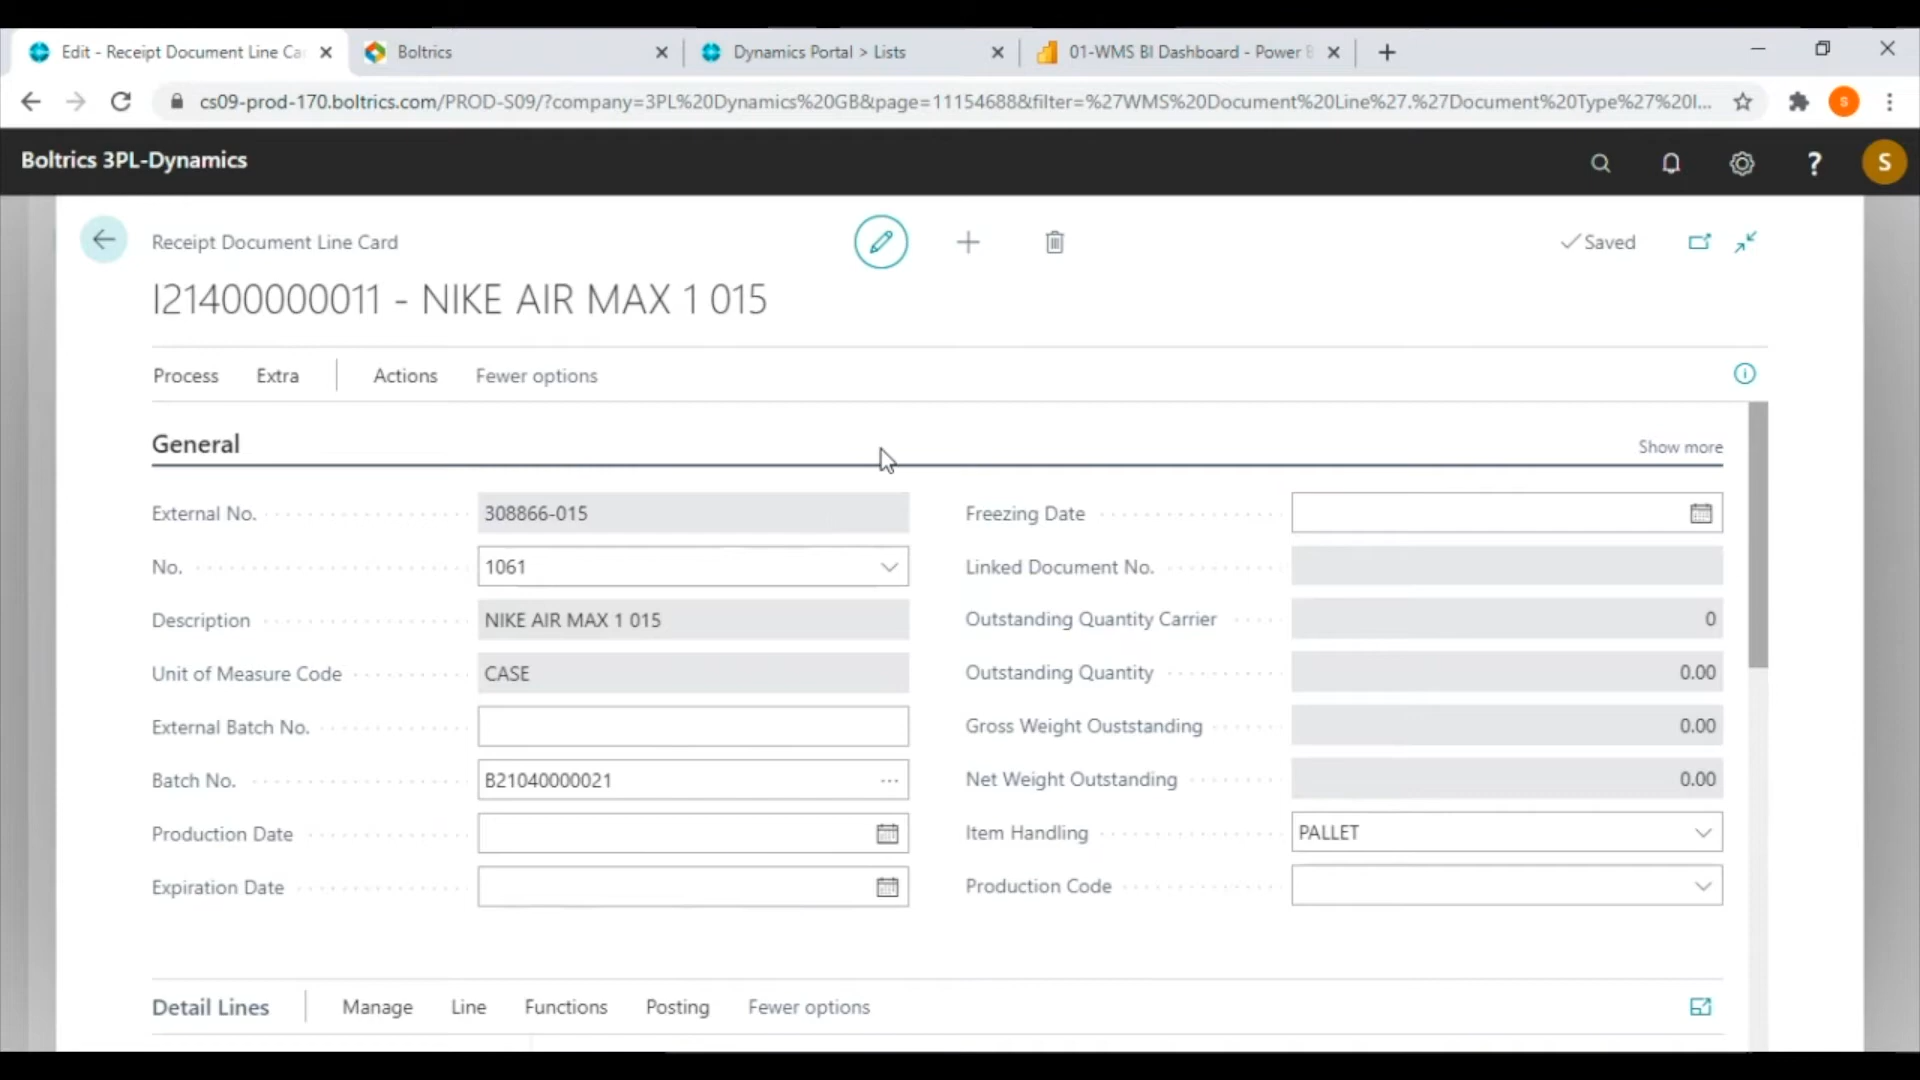 Edit - Receipt Document Line Ca
Boltrics
Dynamics Portal > Lists
01-WMS BI Dashboard - Power B
cs09-prod-170.boltrics.com/PROD-S09/?company=3PL%20Dynamics%20GB&page=11154688&filter=%27WMS%20Document%20Line%27.%27Document%20Type%27%20I...
S
Boltrics 3PL-Dynamics
?
S
Receipt Document Line Card
Saved
I21400000011 - NIKE AIR MAX 1 015
Process
Extra
Actions
Fewer options
General
Show more
External No.
308866-015
No.
1061
Description
NIKE AIR MAX 1 015
Unit of Measure Code
CASE
External Batch No.
Batch No.
B21040000021
...
Production Date
Expiration Date
Freezing Date
Linked Document No.
Outstanding Quantity Carrier
0
Outstanding Quantity
0.00
Gross Weight Ouststanding
0.00
Net Weight Outstanding
0.00
Item Handling
PALLET
Production Code
Detail Lines
Manage
Line
Functions
Posting
Fewer options